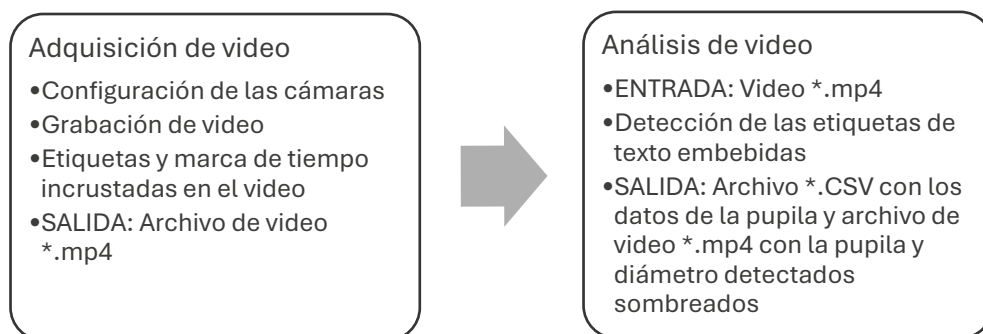 Adquisición de video
•Configuración de las cámaras
•Grabación de video
•Etiquetas y marca de tiempo
incrustadas en el video
•SALIDA: Archivo de video
*.mp4
Análisis de video
•ENTRADA: Video *.mp4
•Detección de las etiquetas de
texto embebidas
•SALIDA: Archivo *.CSV con los
datos de la pupila y archivo de
video *.mp4 con la pupila y
diámetro detectados
sombreados